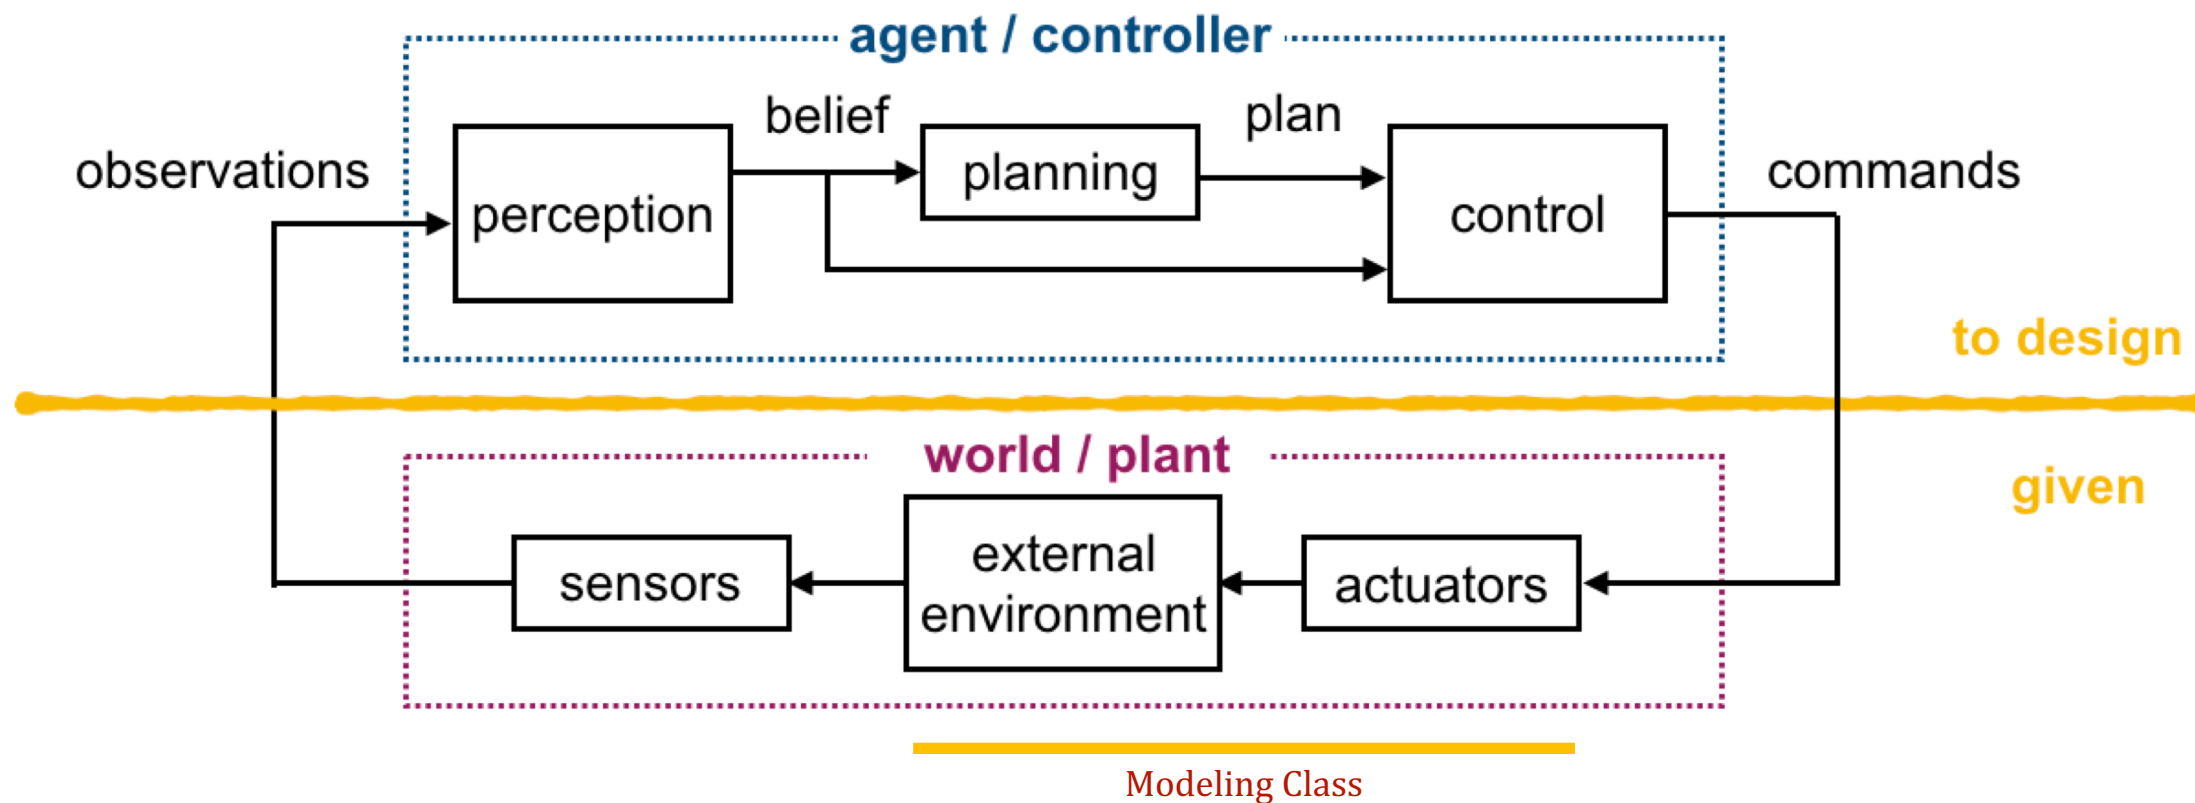 agent / controller
belief
plan
observations
perception
planning
control
commands
to design
world / plant
given
sensors
external
environment
actuators
Modeling Class